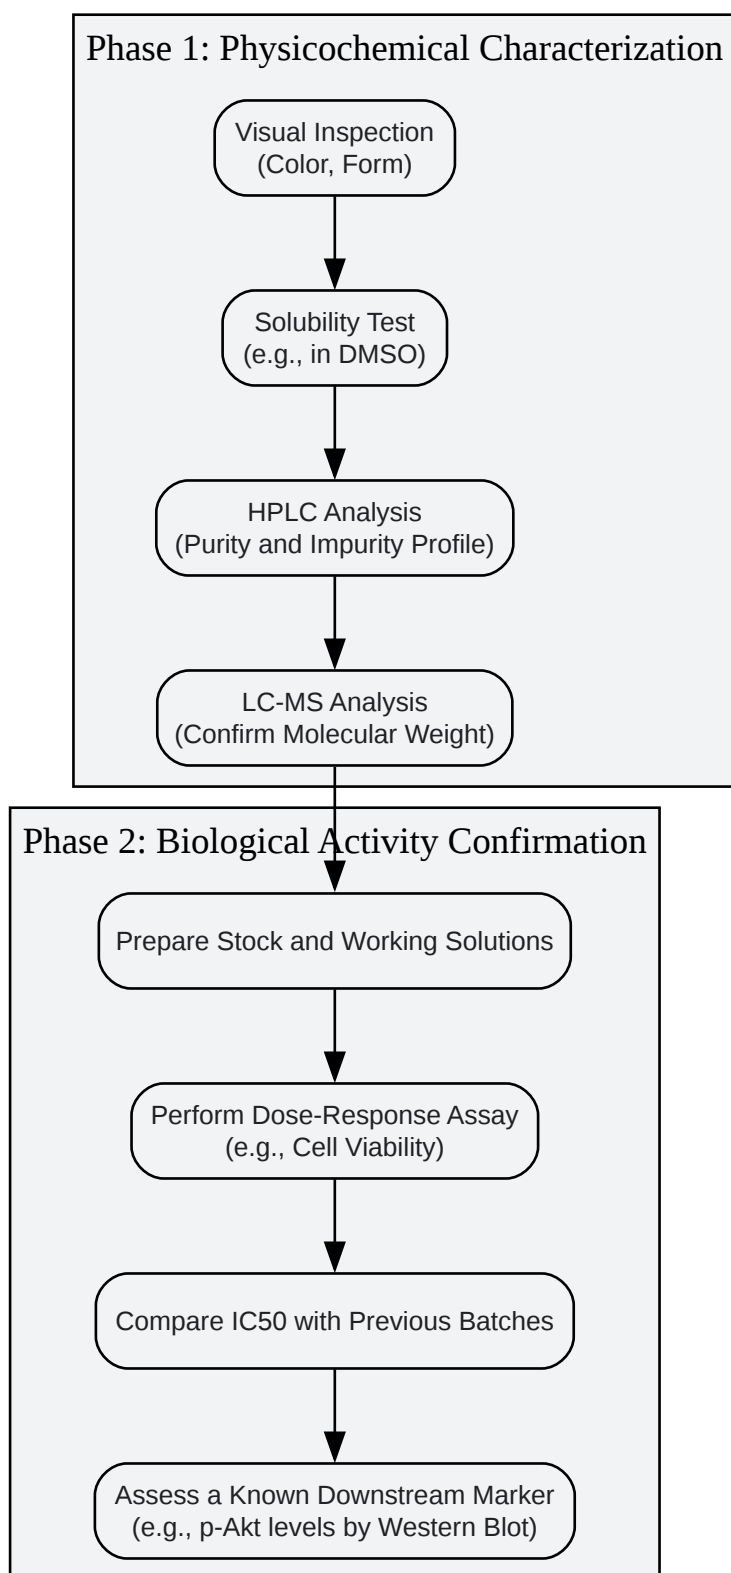 Phase 1: Physicochemical Characterization
Visual Inspection
(Color, Form)
Solubility Test
(e.g., in DMSO)
HPLC Analysis
(Purity and Impurity Profile)
LC-MS Analysis
(Confirm Molecular Weight)
Phase 2: Biological Activity Confirmation
Prepare Stock and Working Solutions
Perform Dose-Response Assay
(e.g., Cell Viability)
Compare IC50 with Previous Batches
Assess a Known Downstream Marker
(e.g., p-Akt levels by Western Blot)